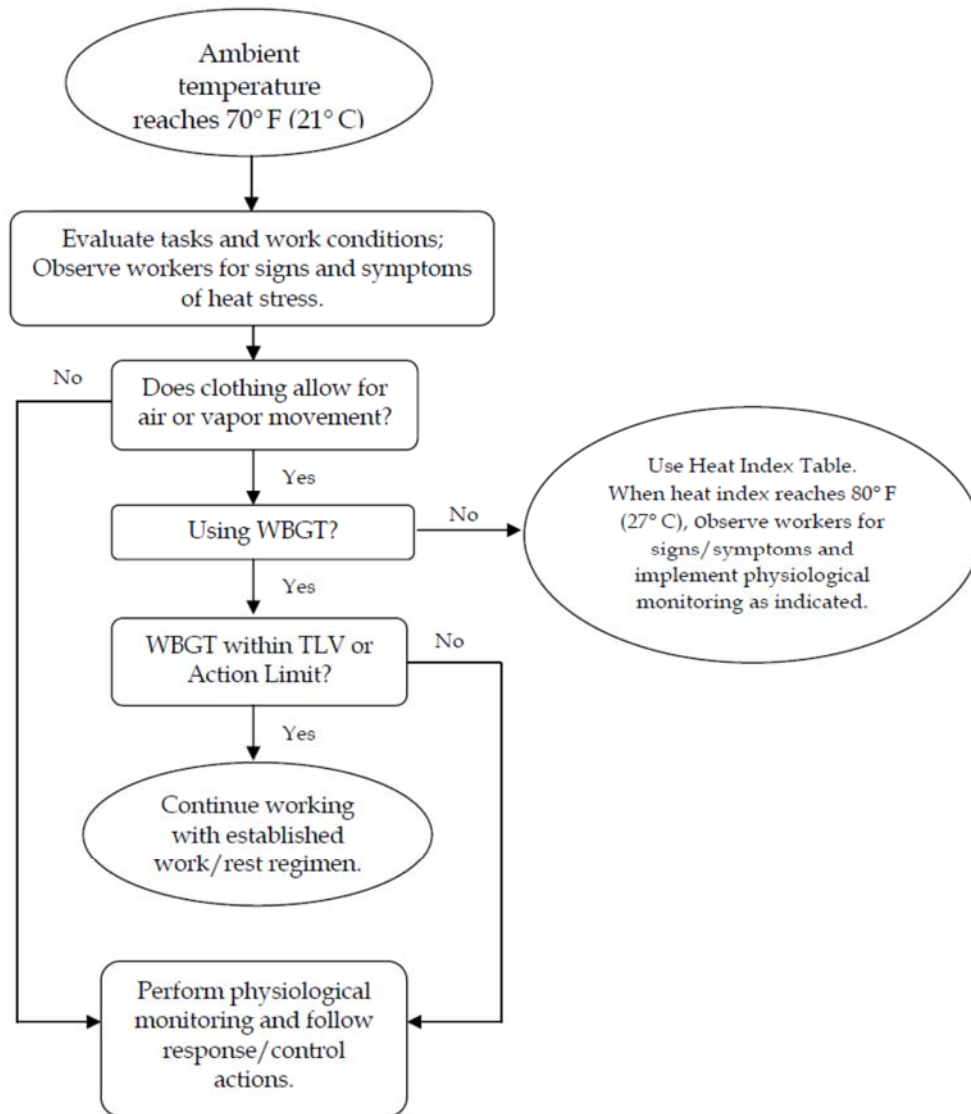 Ambient
temperature
reaches 70° F (21° C)
Evaluate tasks and work conditions;
Observe workers for signs and symptoms
of heat stress.
No
Does clothing allow for
air or vapor movement?
Yes
Using WBGT?
No
Use Heat Index Table.
When heat index reaches 80° F
(27° C), Observe workers for
signs/symptoms and
implement physiological
monitoring as indicated.
Yes
WBGT within TLV or
Action Limit?
No
Yes
Continue working
with established
work/rest regimen.
Perform physiological
monitoring and follow
response/control
actions.